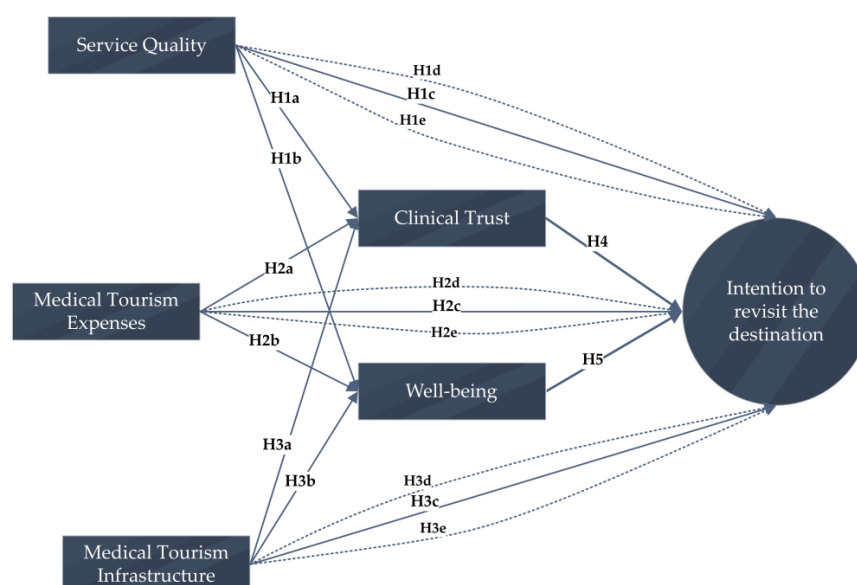 Service Quality
H1d
H1c
H1a
H1e
H1b
Clinical Trust
H4
H2a
H2d
Medical Tourism
Expenses
H2c
Intention to
revisit the
destination
H2e
H2b
H5
Well-being
H3a
H3b
H3d
H3c
H3e
Medical Tourism
Infrastructure